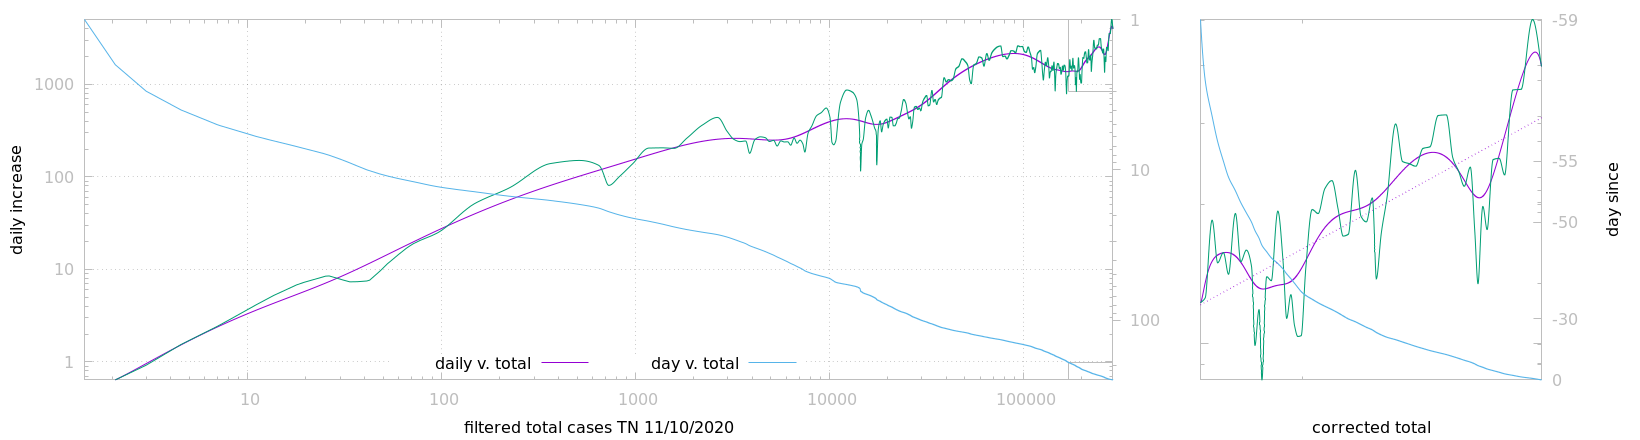 daily increase
1000
100
10
1
10
100
1000
10000
100000
1
10
100
daily v. total
day v. total
filtered total cases TN 11/10/2020
-59
-55
-50
-30
0
day since
corrected total